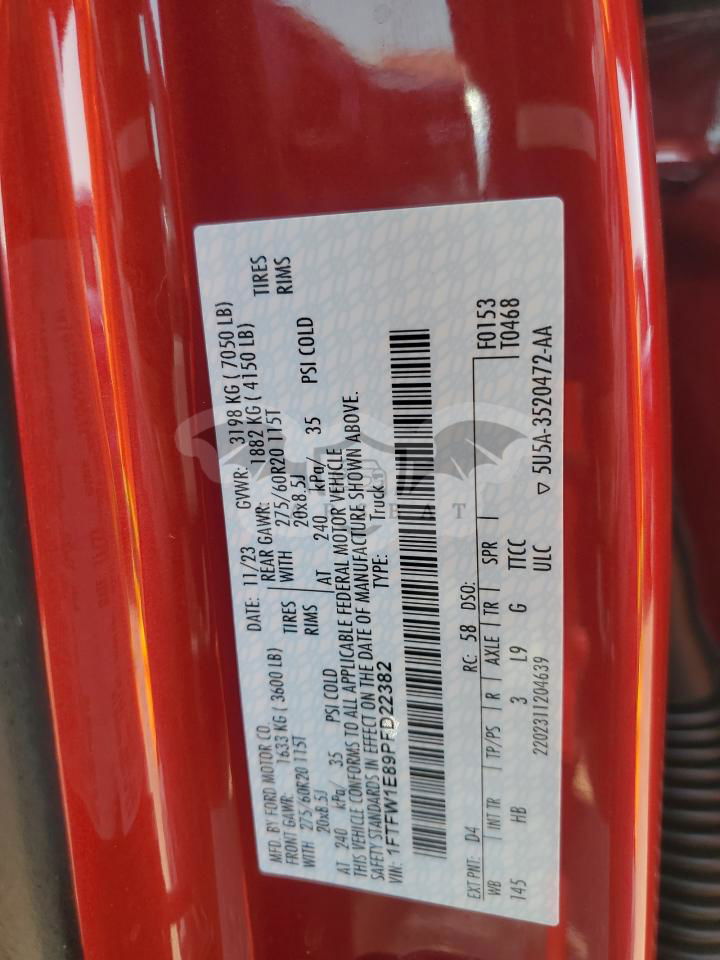 MFD. BY FORD MOTOR CO.
DATE: 11/23 GVWR: 3198 KG ( 7050 LB)
FRONT GAWR: 1633 KG ( 3600 LB) REAR GAWR: 1882 KG ( 4150 LB)
WITH 275/60R20 115T TIRES WITH 275/60R20 115T TIRES
20x8.5J RIMS 20x8.5J RIMS
AT 240 kPa/ 35 PSI COLD AT 240 kPa/ 35 PSI COLD
THIS VEHICLE CONFORMS TO ALL APPLICABLE FEDERAL MOTOR VEHICLE
SAFETY STANDARDS IN EFFECT ON THE DATE OF MANUFACTURE SHOWN ABOVE.
VIN: 1FTFW1E89PFD22382 TYPE: Truck
F0153
EXT PNT: D4 RC: 58 DSO: T0468
WB INT TR TP/PS R AXLE TR SPR
145 HB 3 L9 G TTCC
2202311204639 ULC ▽ 5U5A-3520472-AA